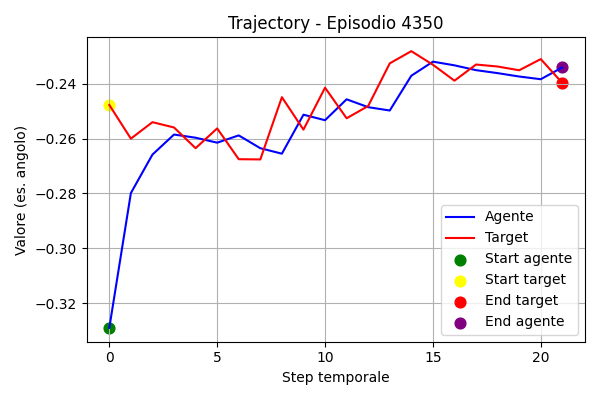 Trajectory - Episodio 4350
Valore (es. angolo)
−0.24
−0.26
−0.28
−0.30
−0.32
0
5
10
15
20
Step temporale
Agente
Target
Start agente
Start target
End target
End agente